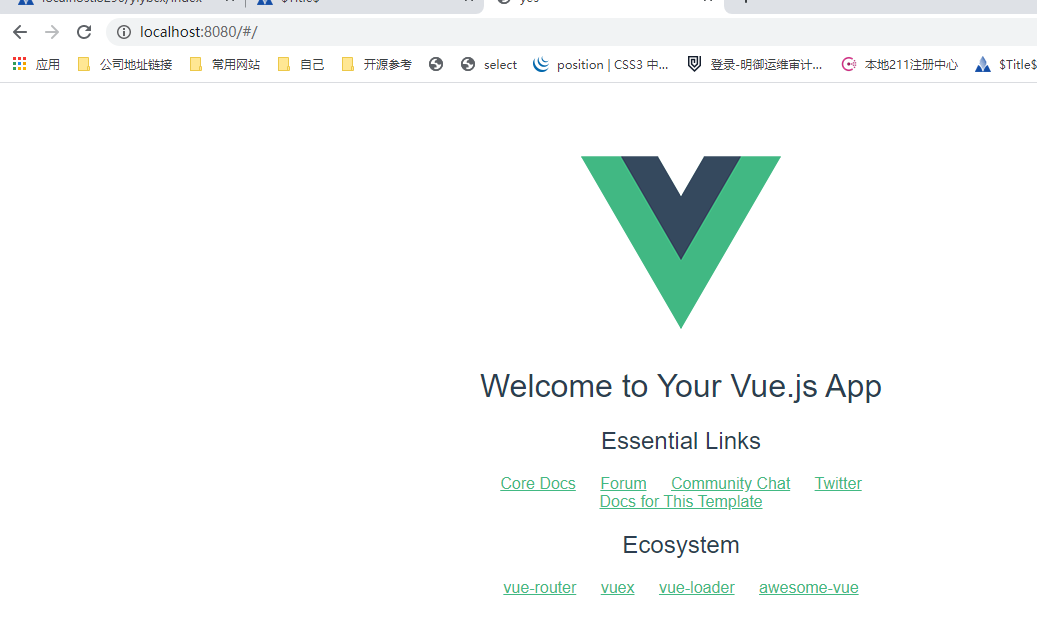 localhost:8080/#/
应用 公司地址链接 常用网站 自己 开源参考 select position | CSS3 中... 登录-明御运维审计... 本地211注册中心 $Title$
Welcome to Your Vue.js App
Essential Links
Core Docs Forum Community Chat Twitter
Docs for This Template
Ecosystem
vue-router vuex vue-loader awesome-vue